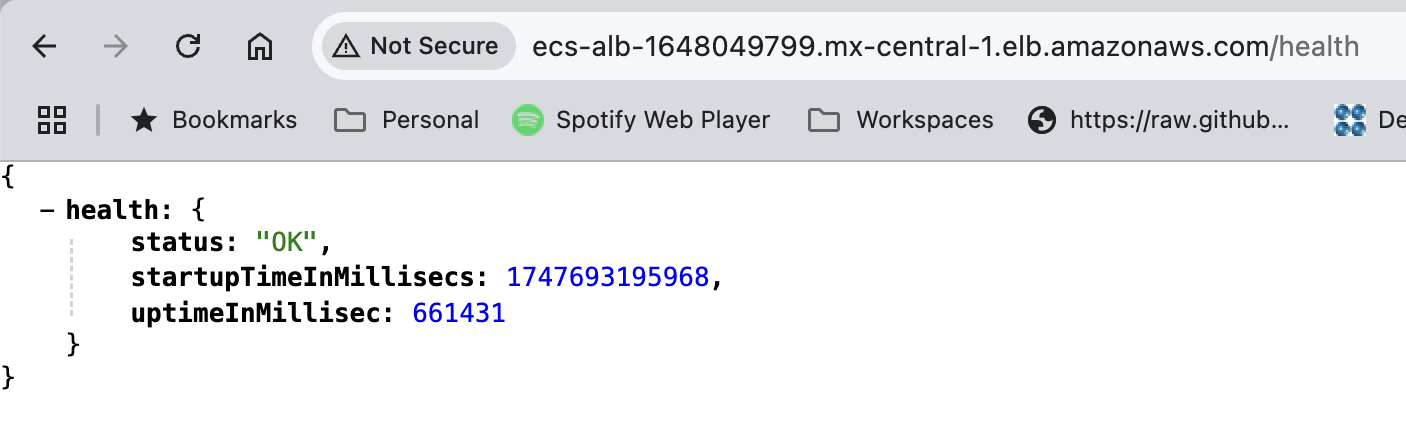 Not Secure ecs-alb-1648049799.mx-central-1.elb.amazonaws.com/health
Bookmarks Personal Spotify Web Player Workspaces https://raw.github... De
{
– health: {
status: "OK",
startupTimeInMillisecs: 1747693195968,
uptimeInMillisec: 661431
}
}